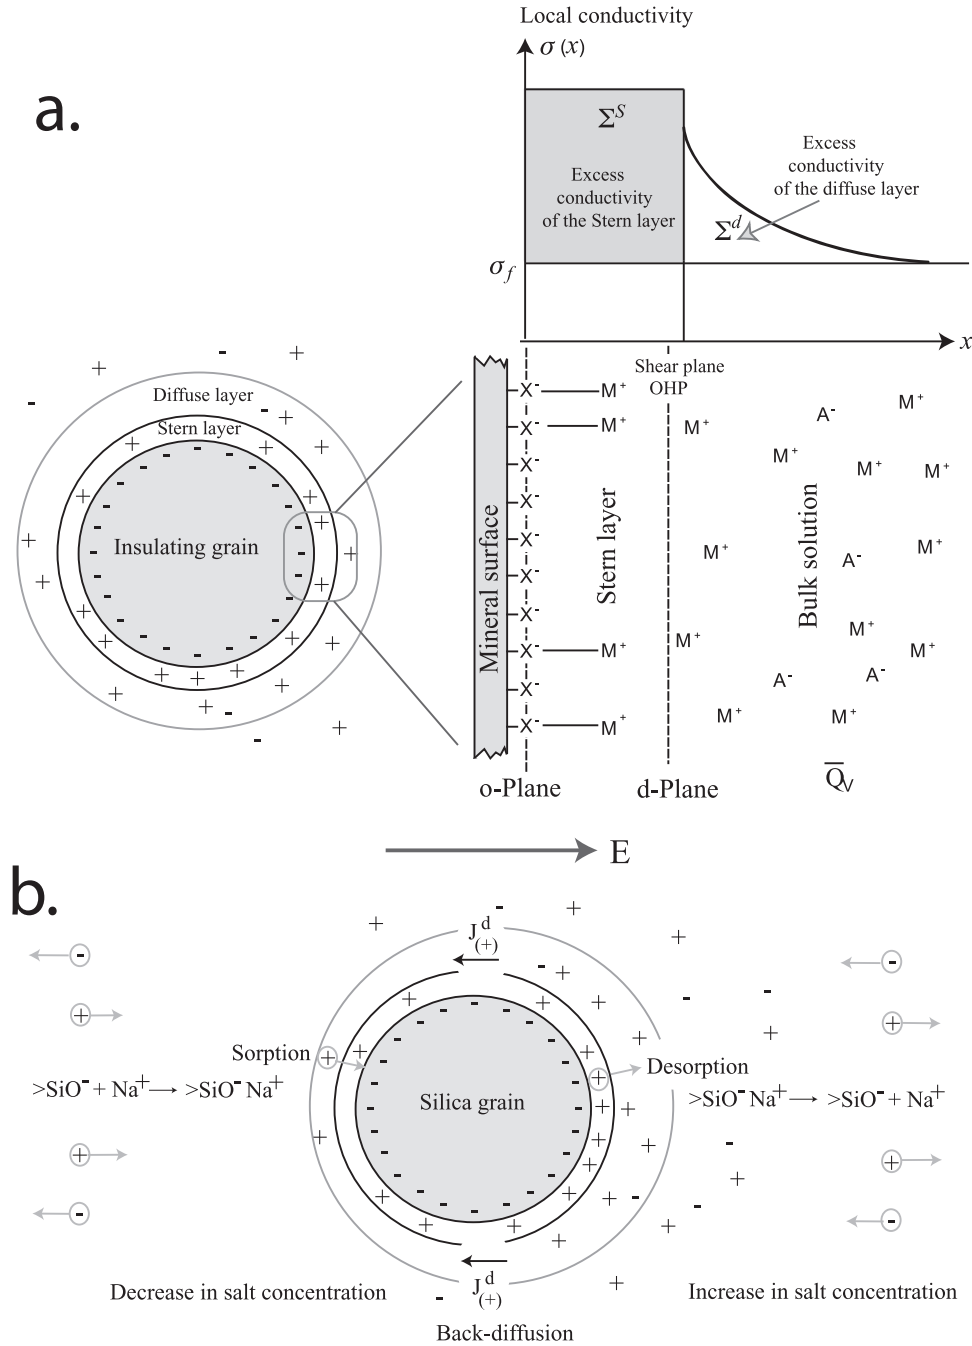 a.
Local conductivity
σ (x)
Σ^S
Excess
conductivity
of the Stern layer
Excess
conductivity
of the diffuse layer
Σ^d
σ_f
x
Diffuse layer
Stern layer
Insulating grain
Shear plane
OHP
Mineral surface
X⁻ M⁺
X⁻ M⁺
X⁻
X⁻
X⁻
X⁻
X⁻
X⁻ M⁺
X⁻
X⁻ M⁺
Stern layer
Bulk solution
M⁺
A⁻
M⁺
M⁺
M⁺
M⁺
M⁺
A⁻
M⁺
M⁺
M⁺
M⁺
A⁻
A⁻
M⁺
M⁺
o-Plane
d-Plane
Q̅_V
E
b.
J^d_(+)
Sorption
Desorption
>SiO⁻ + Na⁺ → >SiO⁻ Na⁺
Silica grain
>SiO⁻ Na⁺ → >SiO⁻ + Na⁺
J^d_(+)
Decrease in salt concentration
Increase in salt concentration
Back-diffusion